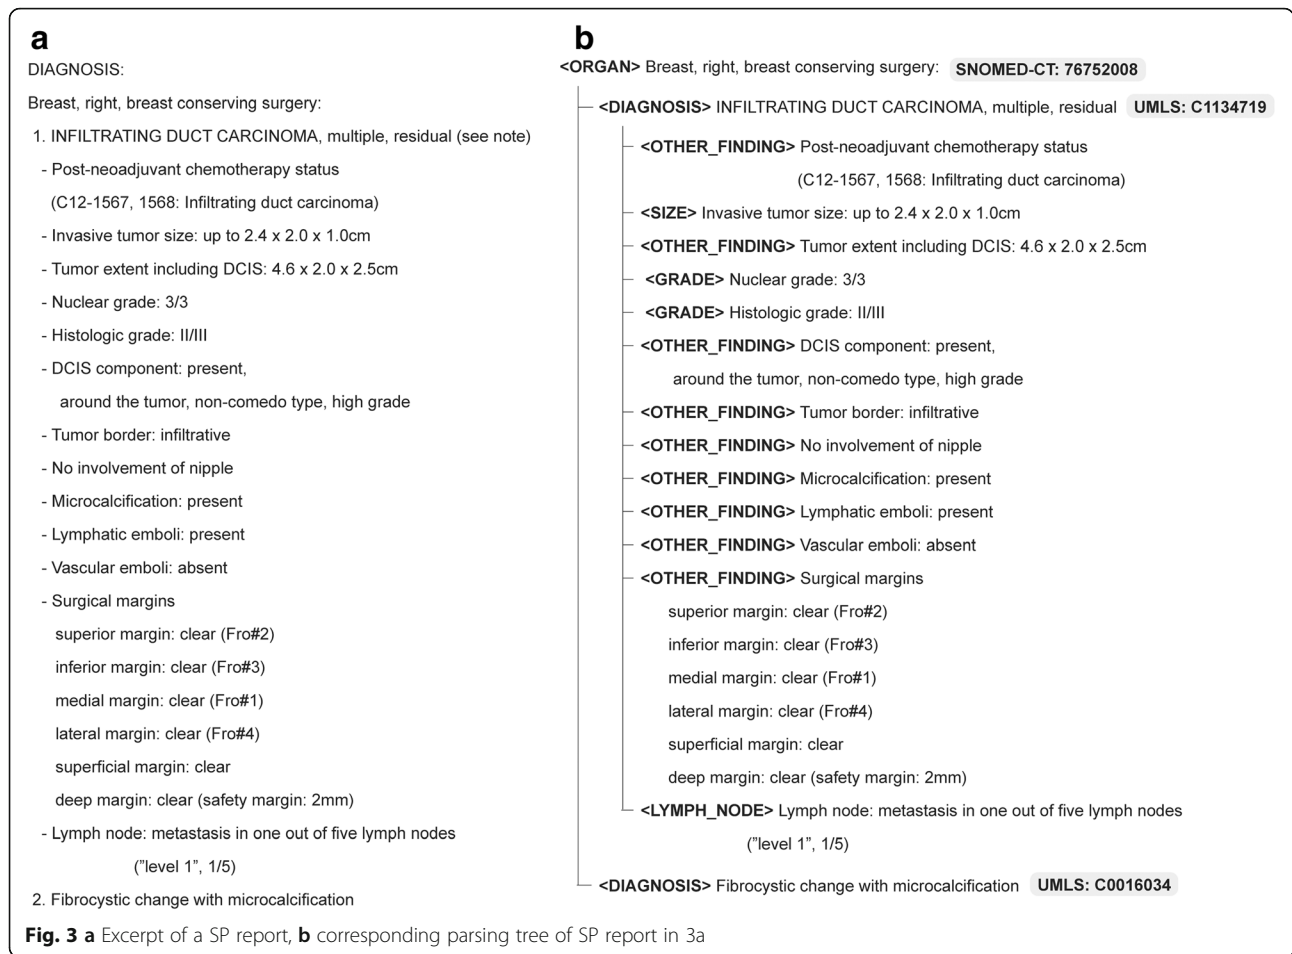 a
DIAGNOSIS:
Breast, right, breast conserving surgery:
1. INFILTRATING DUCT CARCINOMA, multiple, residual (see note)
- Post-neoadjuvant chemotherapy status
(C12-1567, 1568: Infiltrating duct carcinoma)
- Invasive tumor size: up to 2.4 x 2.0 x 1.0cm
- Tumor extent including DCIS: 4.6 x 2.0 x 2.5cm
- Nuclear grade: 3/3
- Histologic grade: II/III
- DCIS component: present,
around the tumor, non-comedo type, high grade
- Tumor border: infiltrative
- No involvement of nipple
- Microcalcification: present
- Lymphatic emboli: present
- Vascular emboli: absent
- Surgical margins
superior margin: clear (Fro#2)
inferior margin: clear (Fro#3)
medial margin: clear (Fro#1)
lateral margin: clear (Fro#4)
superficial margin: clear
deep margin: clear (safety margin: 2mm)
- Lymph node: metastasis in one out of five lymph nodes
("level 1", 1/5)
2. Fibrocystic change with microcalcification
b
<ORGAN> Breast, right, breast conserving surgery: SNOMED-CT: 76752008
<DIAGNOSIS> INFILTRATING DUCT CARCINOMA, multiple, residual UMLS: C1134719
<OTHER_FINDING> Post-neoadjuvant chemotherapy status
(C12-1567, 1568: Infiltrating duct carcinoma)
<SIZE> Invasive tumor size: up to 2.4 x 2.0 x 1.0cm
<OTHER_FINDING> Tumor extent including DCIS: 4.6 x 2.0 x 2.5cm
<GRADE> Nuclear grade: 3/3
<GRADE> Histologic grade: II/III
<OTHER_FINDING> DCIS component: present,
around the tumor, non-comedo type, high grade
<OTHER_FINDING> Tumor border: infiltrative
<OTHER_FINDING> No involvement of nipple
<OTHER_FINDING> Microcalcification: present
<OTHER_FINDING> Lymphatic emboli: present
<OTHER_FINDING> Vascular emboli: absent
<OTHER_FINDING> Surgical margins
superior margin: clear (Fro#2)
inferior margin: clear (Fro#3)
medial margin: clear (Fro#1)
lateral margin: clear (Fro#4)
superficial margin: clear
deep margin: clear (safety margin: 2mm)
<LYMPH_NODE> Lymph node: metastasis in one out of five lymph nodes
("level 1", 1/5)
<DIAGNOSIS> Fibrocystic change with microcalcification UMLS: C0016034
Fig. 3 a Excerpt of a SP report, b corresponding parsing tree of SP report in 3a